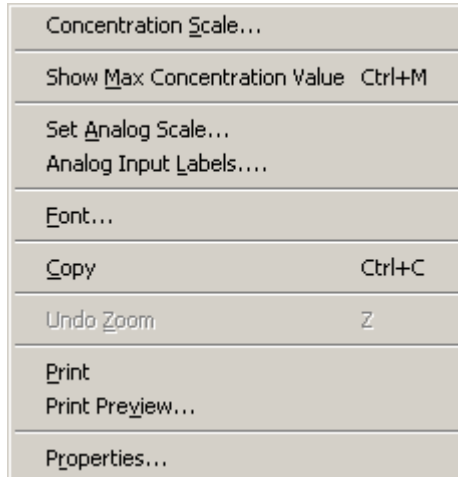 Concentration Scale...
Show Max Concentration Value Ctrl+M
Set Analog Scale...
Analog Input Labels....
Font...
Copy Ctrl+C
Undo Zoom Z
Print
Print Preview...
Properties...